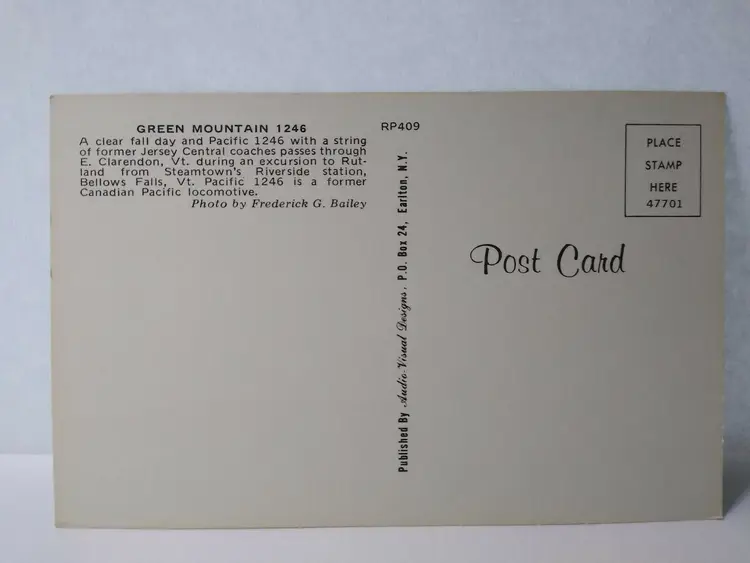 GREEN MOUNTAIN 1246
A clear fall day and Pacific 1246 with a string
of former Jersey Central coaches passes through
E. Clarendon, Vt. during an excursion to Rut-
land from Steamtown's Riverside station,
Bellows Falls, Vt. Pacific 1246 is a former
Canadian Pacific locomotive.
Photo by Frederick G. Bailey
RP409
Published By Audio-Visual Designs, P.O. Box 24, Earlton, N.Y.
PLACE
STAMP
HERE
47701
Post Card